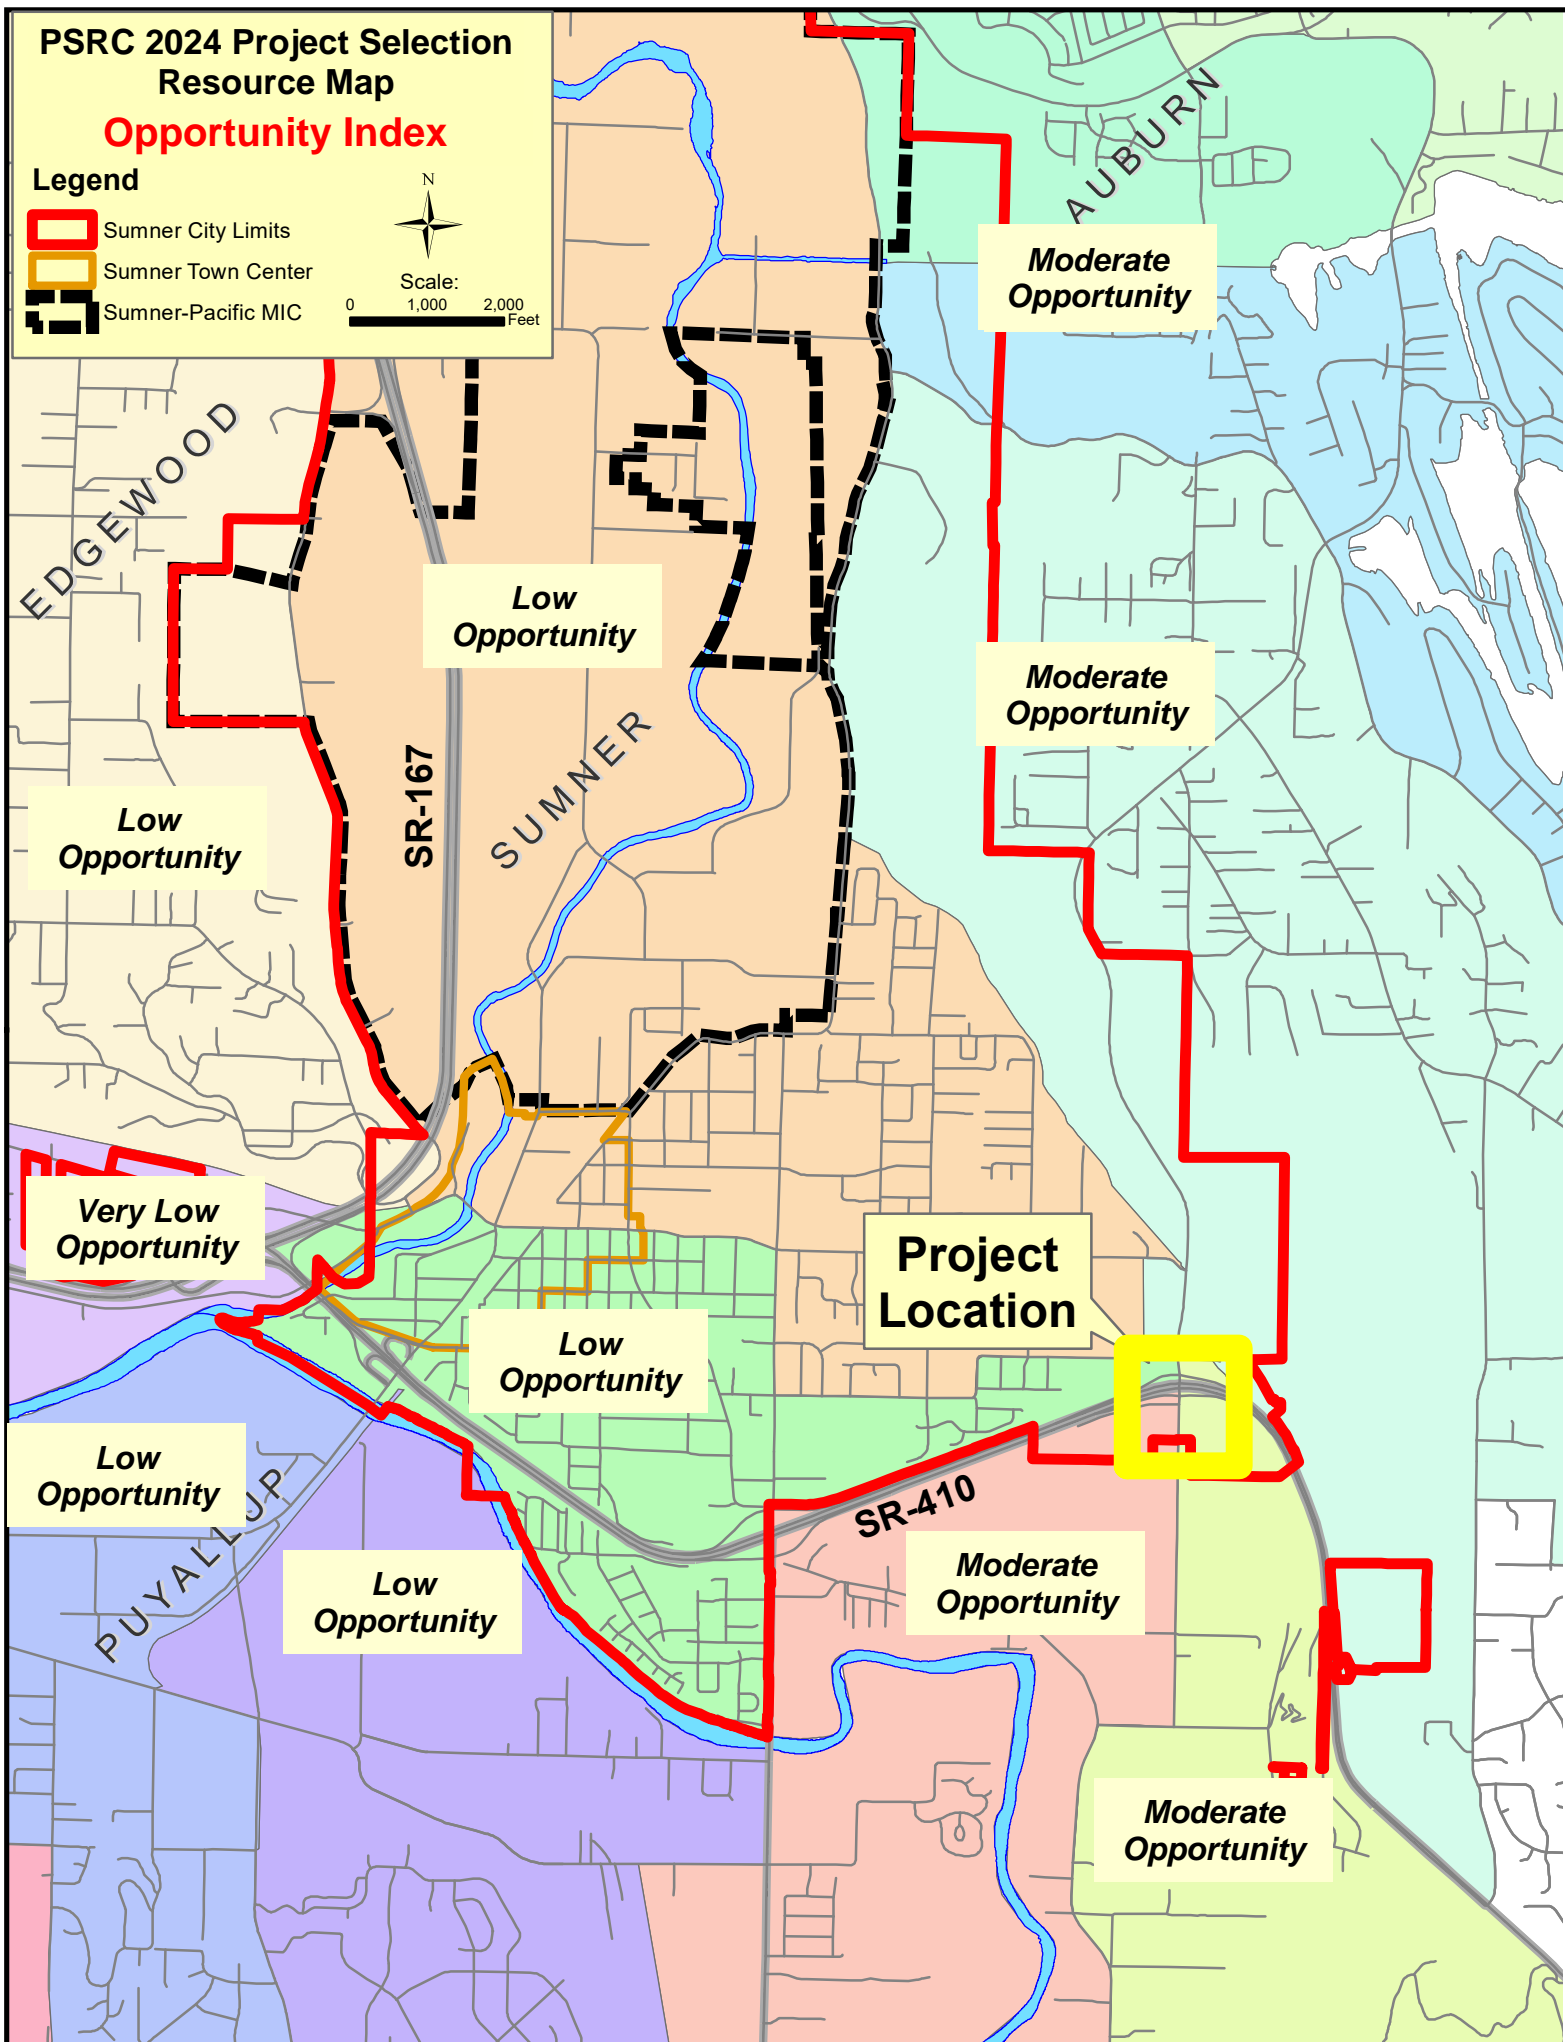 PSRC 2024 Project Selection
Resource Map
Opportunity Index
Legend
Sumner City Limits
Sumner Town Center
Sumner-Pacific MIC
N
Scale:
0 1,000 2,000
Feet
AUBURN
Moderate
Opportunity
EDGEWOOD
Low
Opportunity
Moderate
Opportunity
SR-167
SUMNER
Low
Opportunity
Very Low
Opportunity
Project
Location
Low
Opportunity
Low
Opportunity
PUYALLUP
SR-410
Low
Opportunity
Moderate
Opportunity
Moderate
Opportunity